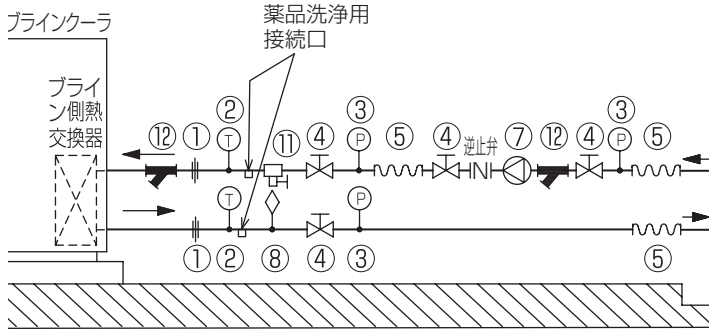 ブラインクーラ
薬品洗浄用
接続口
ブライ
ン側熱
交換器
⑫ ① ② ⑪ ④ ③ ⑤ ④ 逆止弁 ⑦ ⑫ ④ ③ ⑤
T P P
T P
① ② ⑧ ④ ③ ⑤